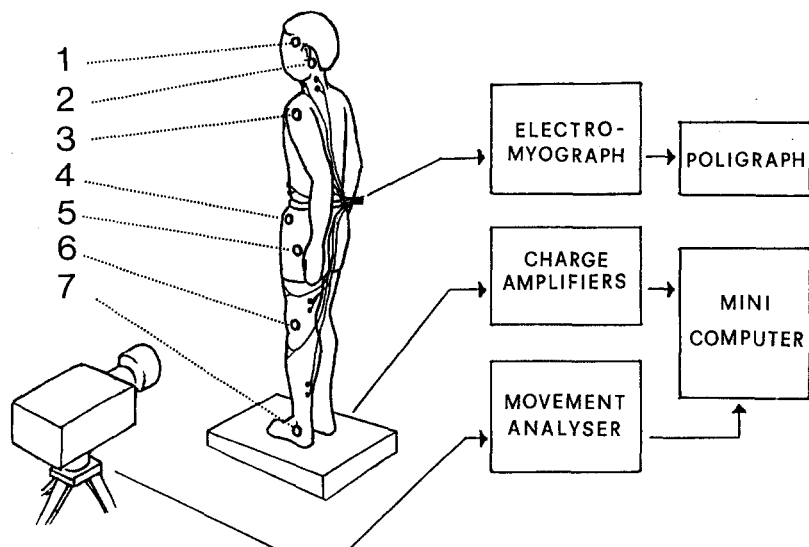 1
2
3
4
5
6
7
ELECTRO-
MYOGRAPH
POLIGRAPH
CHARGE
AMPLIFIERS
MINI
COMPUTER
MOVEMENT
ANALYSER